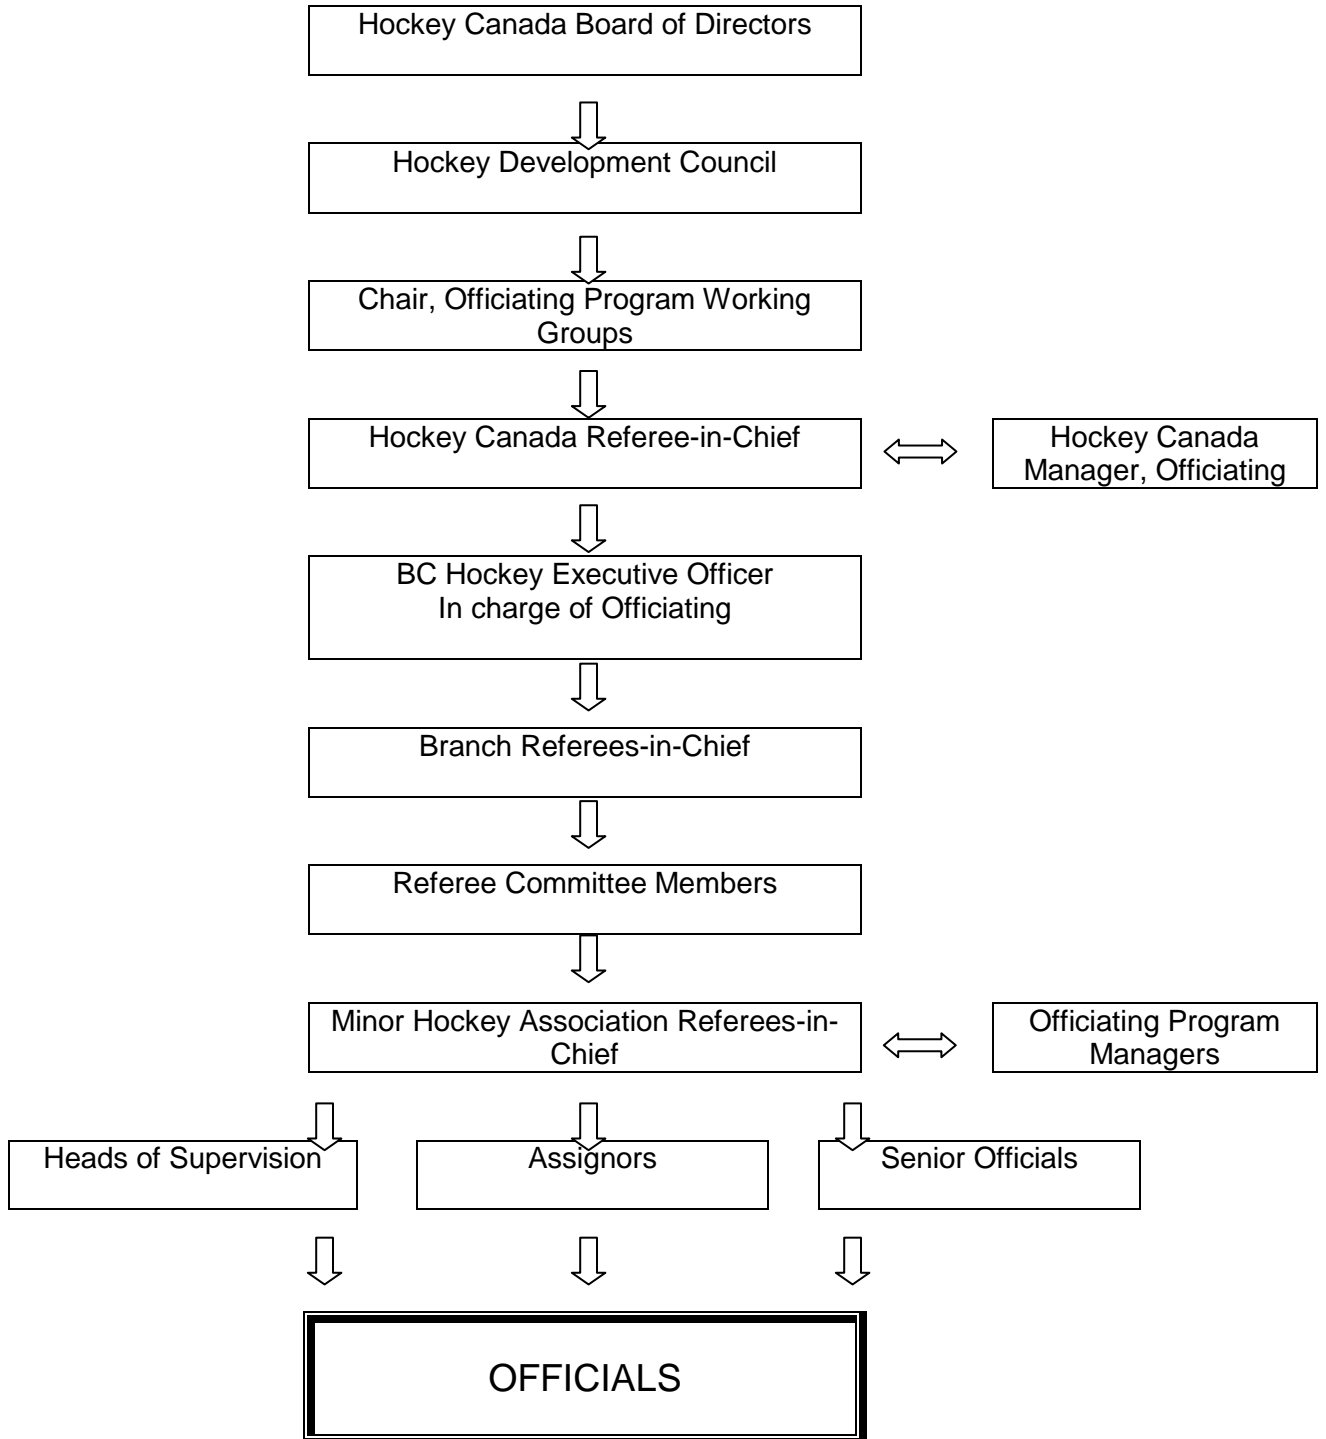 Hockey Canada Board of Directors
Hockey Development Council
Chair, Officiating Program Working
Groups
Hockey Canada Referee-in-Chief
Hockey Canada
Manager, Officiating
BC Hockey Executive Officer
In charge of Officiating
Branch Referees-in-Chief
Referee Committee Members
Minor Hockey Association Referees-in-
Chief
Officiating Program
Managers
Heads of Supervision
Assignors
Senior Officials
OFFICIALS